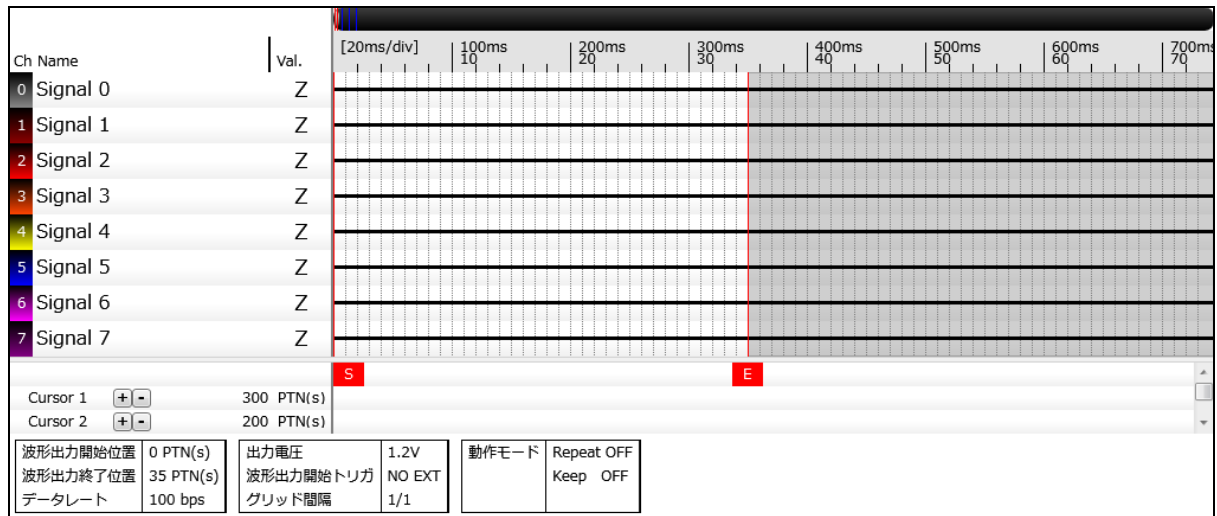 [20ms/div] 100ms 200ms 300ms 400ms 500ms 600ms 700ms
Ch Name Val. 10 20 30 40 50 60 70
0 Signal 0 Z
1 Signal 1 Z
2 Signal 2 Z
3 Signal 3 Z
4 Signal 4 Z
5 Signal 5 Z
6 Signal 6 Z
7 Signal 7 Z
S E
Cursor 1 + - 300 PTN(s)
Cursor 2 + - 200 PTN(s)
波形出力開始位置 0 PTN(s) 出力電圧 1.2V 動作モード Repeat OFF
波形出力終了位置 35 PTN(s) 波形出力開始トリガ NO EXT Keep OFF
データレート 100 bps グリッド間隔 1/1